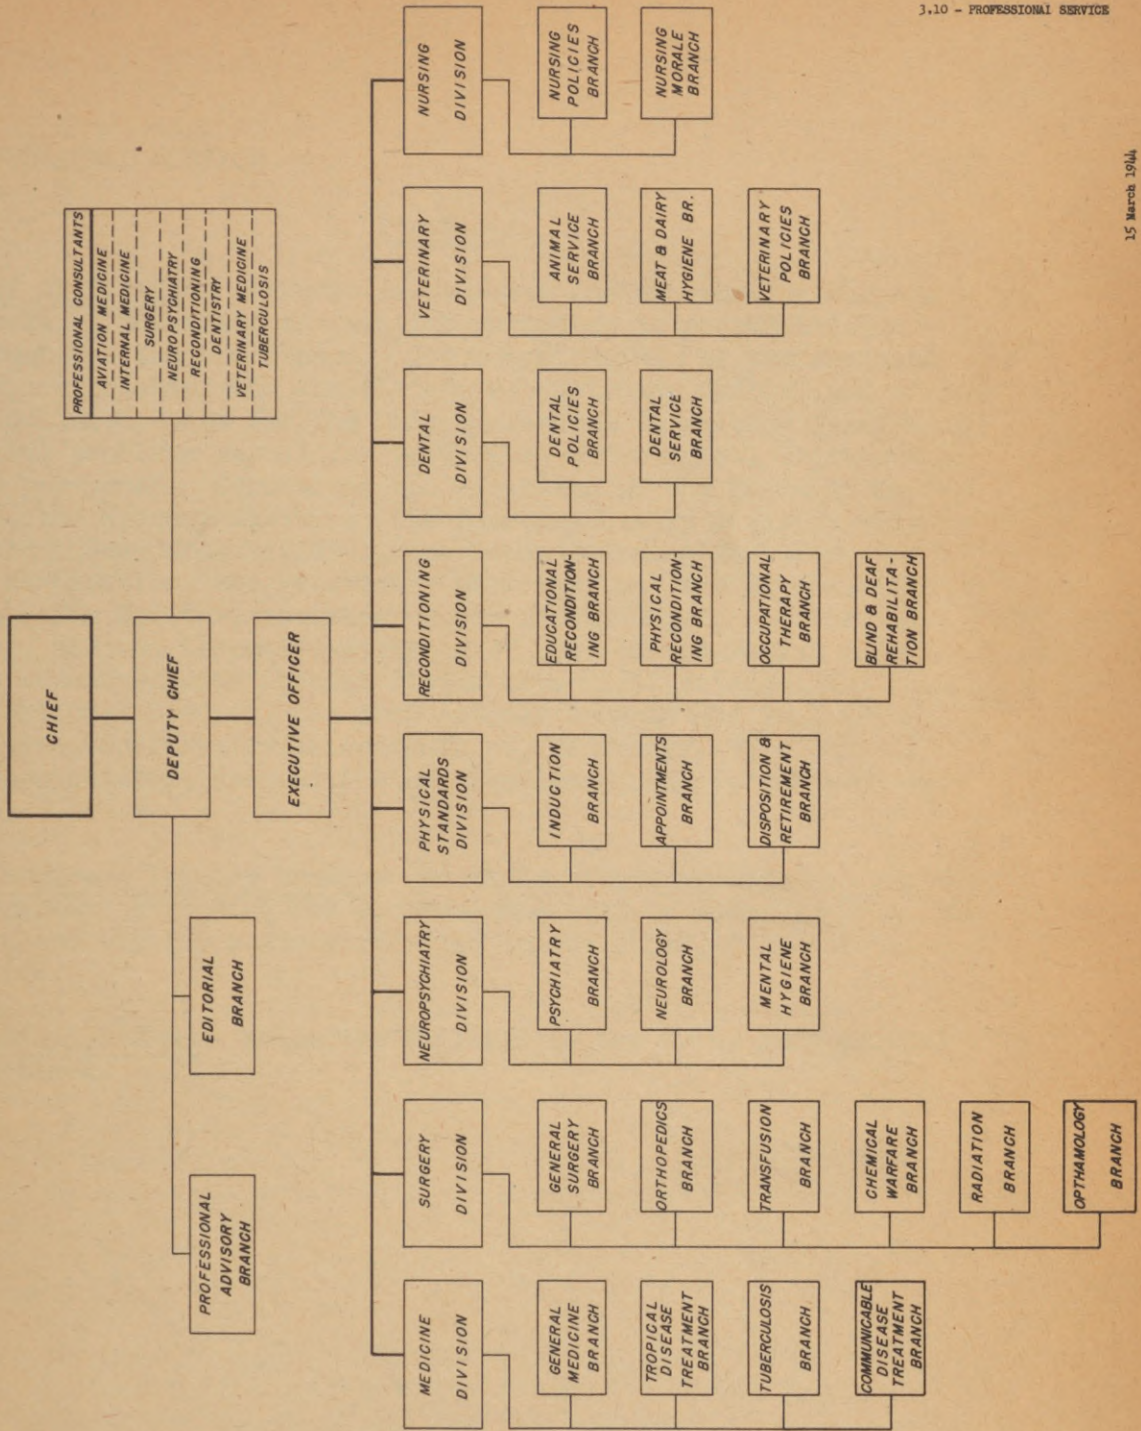 3.10 - PROFESSIONAL SERVICE
CHIEF
DEPUTY CHIEF
EXECUTIVE OFFICER
PROFESSIONAL CONSULTANTS
AVIATION MEDICINE
INTERNAL MEDICINE
SURGERY
NEUROPSYCHIATRY
RECONDITIONING
DENTISTRY
VETERINARY MEDICINE
TUBERCULOSIS
PROFESSIONAL
ADVISORY
BRANCH
EDITORIAL
BRANCH
MEDICINE
DIVISION
GENERAL
MEDICINE
BRANCH
TROPICAL
DISEASE
TREATMENT
BRANCH
TUBERCULOSIS
BRANCH
COMMUNICABLE
DISEASE
TREATMENT
BRANCH
SURGERY
DIVISION
GENERAL
SURGERY
BRANCH
ORTHOPEDICS
BRANCH
TRANSFUSION
BRANCH
CHEMICAL
WARFARE
BRANCH
RADIATION
BRANCH
OPTHAMOLOGY
BRANCH
NEUROPSYCHIATRY
DIVISION
PSYCHIATRY
BRANCH
NEUROLOGY
BRANCH
MENTAL
HYGIENE
BRANCH
PHYSICAL
STANDARDS
DIVISION
INDUCTION
BRANCH
APPOINTMENTS
BRANCH
DISPOSITION &
RETIREMENT
BRANCH
RECONDITIONING
DIVISION
EDUCATIONAL
RECONDITION-
ING BRANCH
PHYSICAL
RECONDITION-
ING BRANCH
OCCUPATIONAL
THERAPY
BRANCH
BLIND & DEAF
REHABILITA-
TION BRANCH
DENTAL
DIVISION
DENTAL
POLICIES
BRANCH
DENTAL
SERVICE
BRANCH
VETERINARY
DIVISION
ANIMAL
SERVICE
BRANCH
MEAT & DAIRY
HYGIENE BR.
VETERINARY
POLICIES
BRANCH
NURSING
DIVISION
NURSING
POLICIES
BRANCH
NURSING
MORALE
BRANCH
15 March 1944